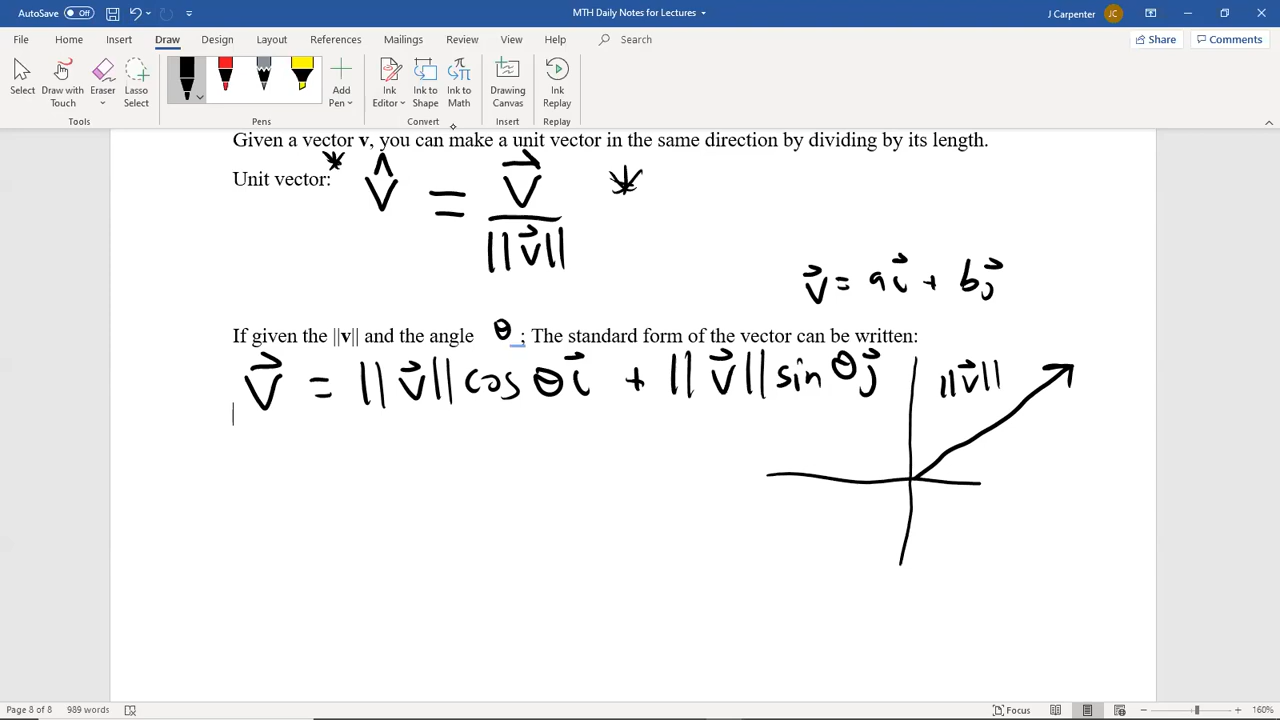 AutoSave Off MTH Daily Notes for Lectures J Carpenter JC
File Home Insert Draw Design Layout References Mailings Review View Help Search Share Comments
Select Draw with Touch Eraser Lasso Select Add Pen Ink Editor Ink to Shape Ink to Math Drawing Canvas Ink Replay
Tools Pens Convert Insert Replay
Given a vector v, you can make a unit vector in the same direction by dividing by its length.
Unit vector: * v̂ = v⃗ / ||v⃗|| *
v⃗ = a i⃗ + b j⃗
If given the ||v|| and the angle θ ; The standard form of the vector can be written:
v⃗ = ||v⃗|| cos θ i⃗ + ||v⃗|| sin θ j⃗
||v⃗||
Page 8 of 8 989 words Focus 160%